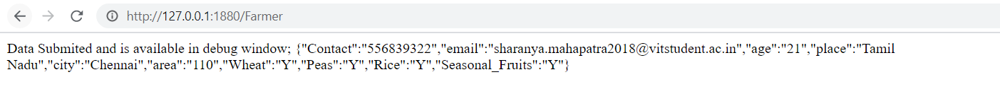 http://127.0.0.1:1880/Farmer
Data Submited and is available in debug window; {"Contact":"556839322","email":"sharanya.mahapatra2018@vitstudent.ac.in","age":"21","place":"Tamil
Nadu","city":"Chennai","area":"110","Wheat":"Y","Peas":"Y","Rice":"Y","Seasonal_Fruits":"Y"}